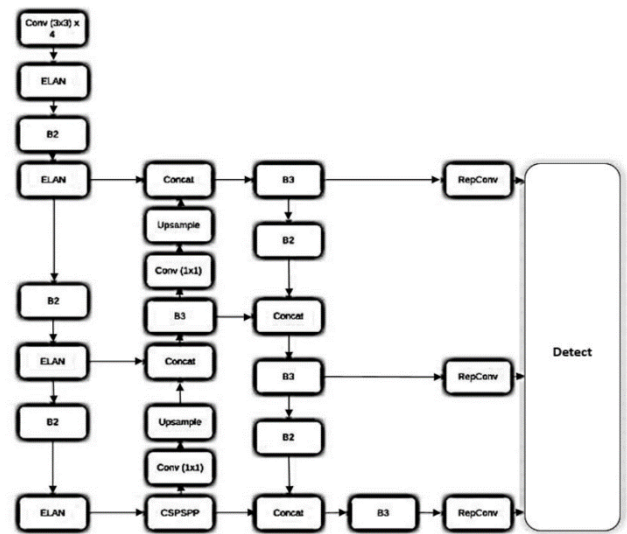 Conv (3x3) x
4
ELAN
B2
ELAN
Concat
B3
RepConv
Upsample
B2
Conv (1x1)
B2
B3
Concat
ELAN
Concat
B3
RepConv
Detect
B2
Upsample
B2
Conv (1x1)
ELAN
CSPSPP
Concat
B3
RepConv